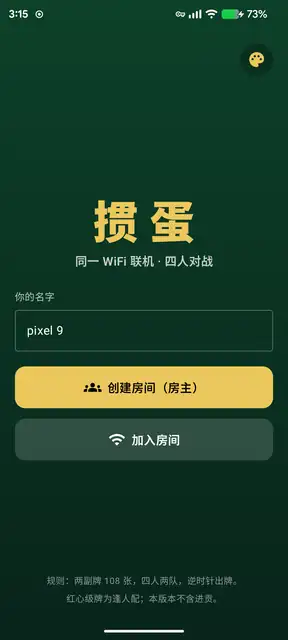 3:15
73%
掼蛋
同一 WiFi 联机 · 四人对战
你的名字
pixel 9
创建房间（房主）
加入房间
规则：两副牌 108 张，四人两队，逆时针出牌。
红心级牌为逢人配；本版本不含进贡。